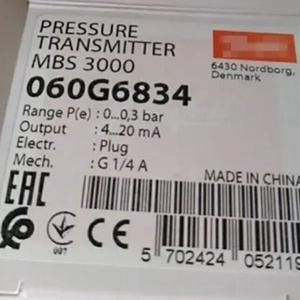 PRESSURE
TRANSMITTER
MBS 3000
060G6834
6430 Nordborg,
Denmark
Range P(e) : 0...0,3 bar
Output : 4...20 mA
Electr. : Plug
Mech. : G 1/4 A
MADE IN CHINA
EAC
007
5 702424 052119